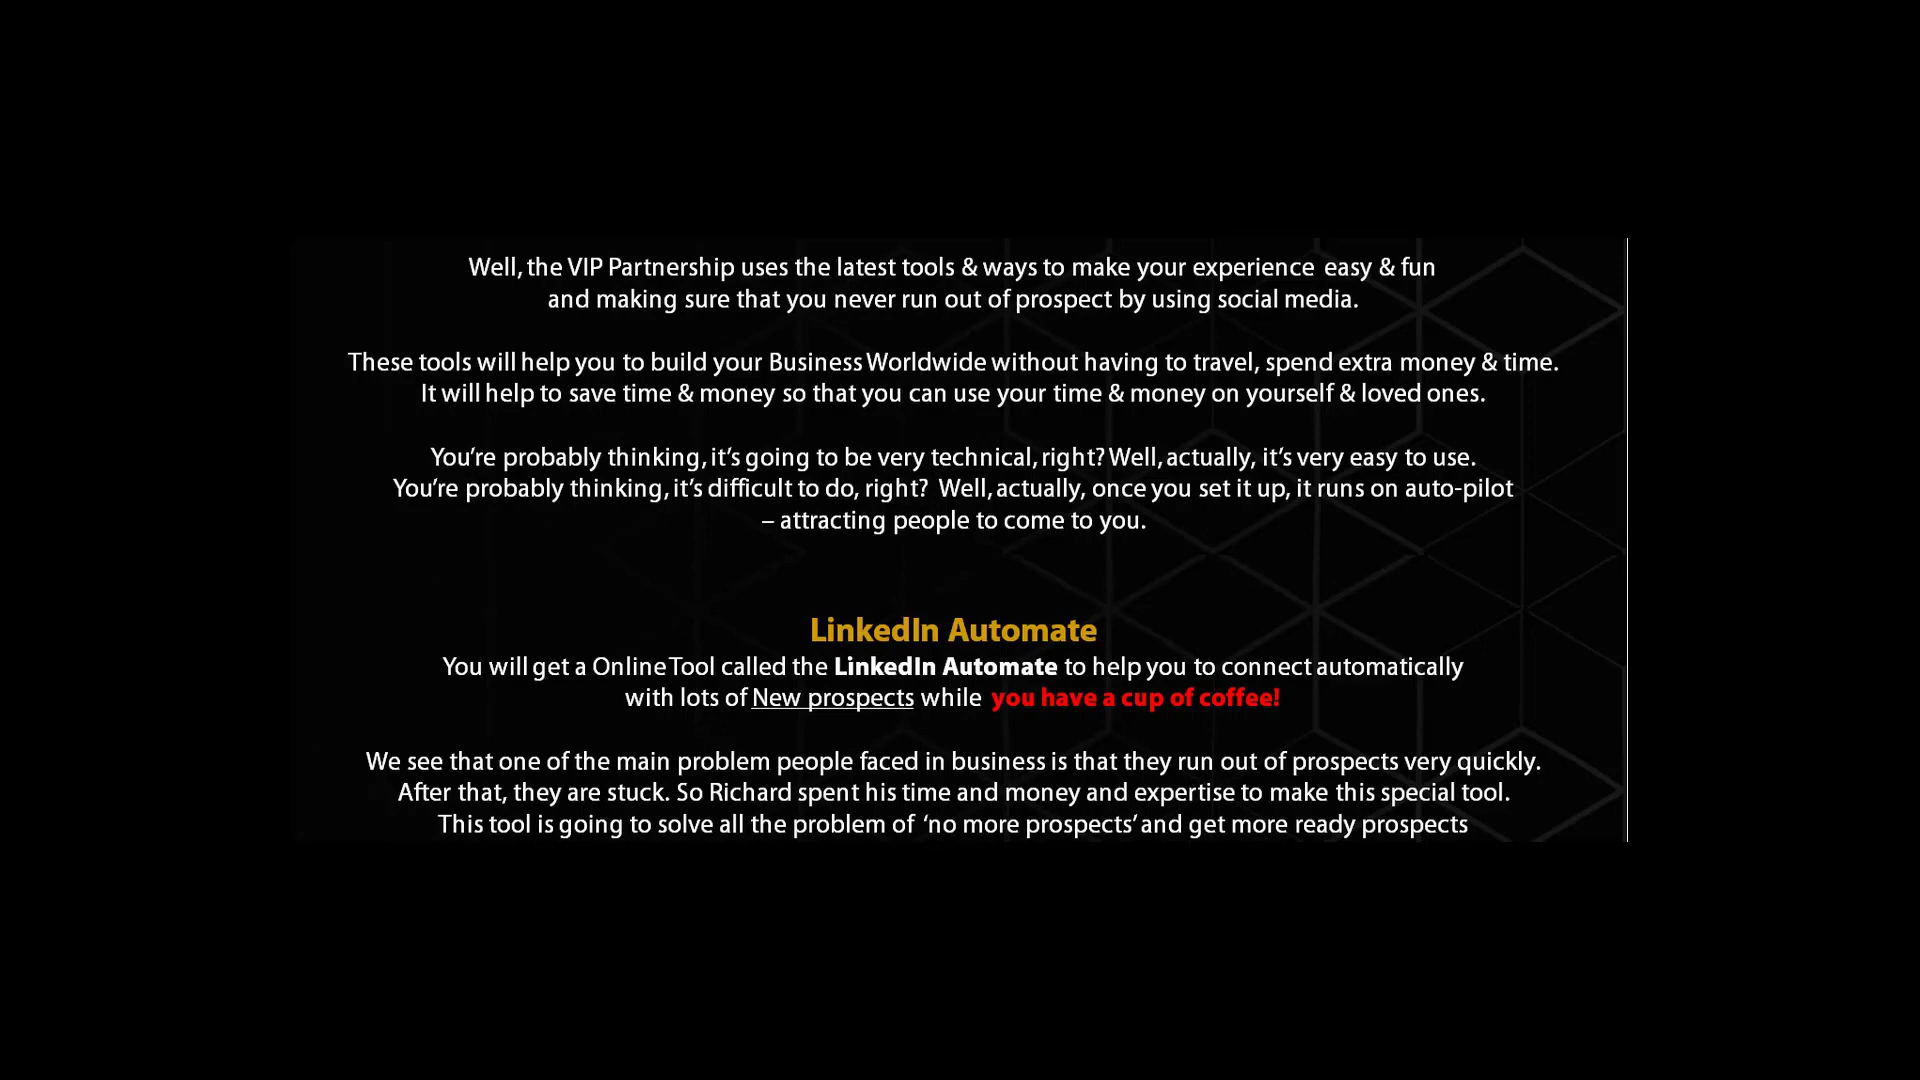 Well, the VIP Partnership uses the latest tools & ways to make your experience easy & fun
and making sure that you never run out of prospect by using social media.
These tools will help you to build your Business Worldwide without having to travel, spend extra money & time.
It will help to save time & money so that you can use your time & money on yourself & loved ones.
You're probably thinking, it's going to be very technical, right? Well, actually, it's very easy to use.
You're probably thinking, it's difficult to do, right? Well, actually, once you set it up, it runs on auto-pilot
– attracting people to come to you.
LinkedIn Automate
You will get a Online Tool called the LinkedIn Automate to help you to connect automatically
with lots of New prospects while you have a cup of coffee!
We see that one of the main problem people faced in business is that they run out of prospects very quickly.
After that, they are stuck. So Richard spent his time and money and expertise to make this special tool.
This tool is going to solve all the problem of ‘no more prospects’ and get more ready prospects